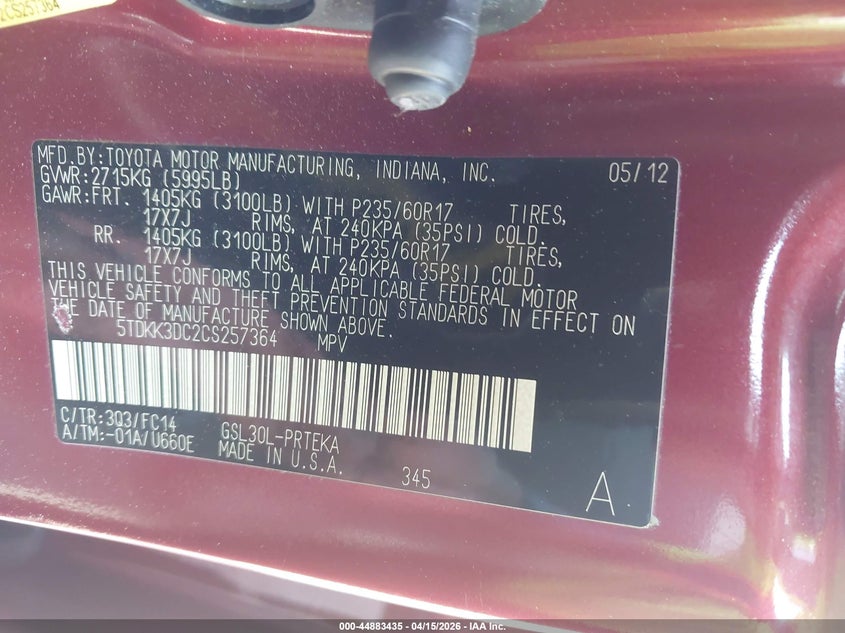 2CS257364
MFD.BY:TOYOTA MOTOR MANUFACTURING, INDIANA, INC. 05/12
GVWR:2715KG (5995LB)
GAWR:FRT. 1405KG (3100LB) WITH P235/60R17 TIRES,
17X7J RIMS, AT 240KPA (35PSI) COLD.
RR. 1405KG (3100LB) WITH P235/60R17 TIRES,
17X7J RIMS, AT 240KPA (35PSI) COLD.
THIS VEHICLE CONFORMS TO ALL APPLICABLE FEDERAL MOTOR
VEHICLE SAFETY AND THEFT PREVENTION STANDARDS IN EFFECT ON
THE DATE OF MANUFACTURE SHOWN ABOVE.
5TDKK3DC2CS257364 MPV
C/TR:3Q3/FC14 GSL30L-PRTEKA
A/TM:-01A/U660E MADE IN U.S.A.
345
A
000-44883435 - 04/15/2026 - IAA Inc.